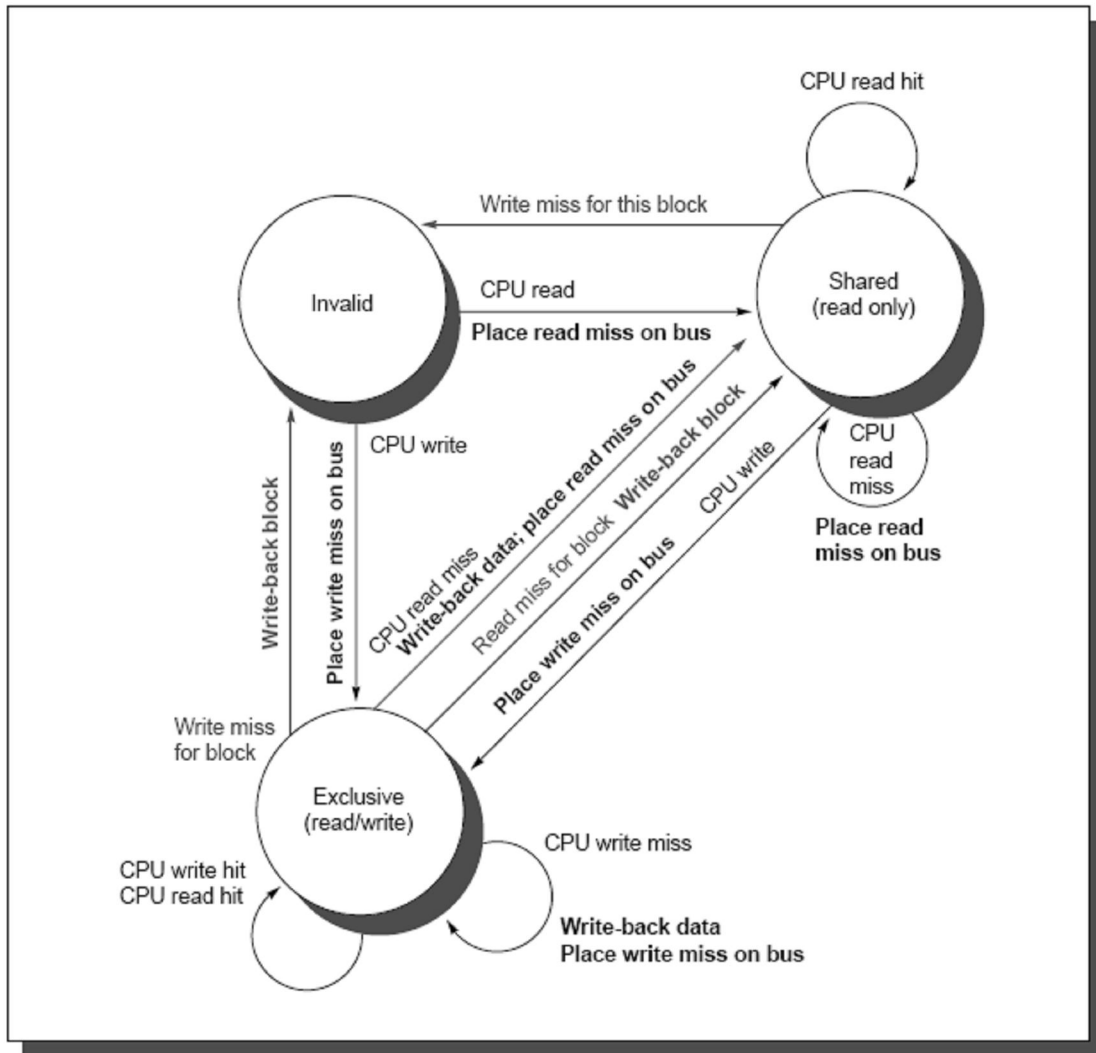 CPU read hit
Write miss for this block
Invalid
CPU read
Place read miss on bus
Shared
(read only)
CPU write
Place write miss on bus
Write-back block
CPU read miss
Write-back data; place read miss on bus
Read miss for block Write-back block
CPU write
Place write miss on bus
CPU
read
miss
Place read
miss on bus
Write miss
for block
Exclusive
(read/write)
CPU write hit
CPU read hit
CPU write miss
Write-back data
Place write miss on bus